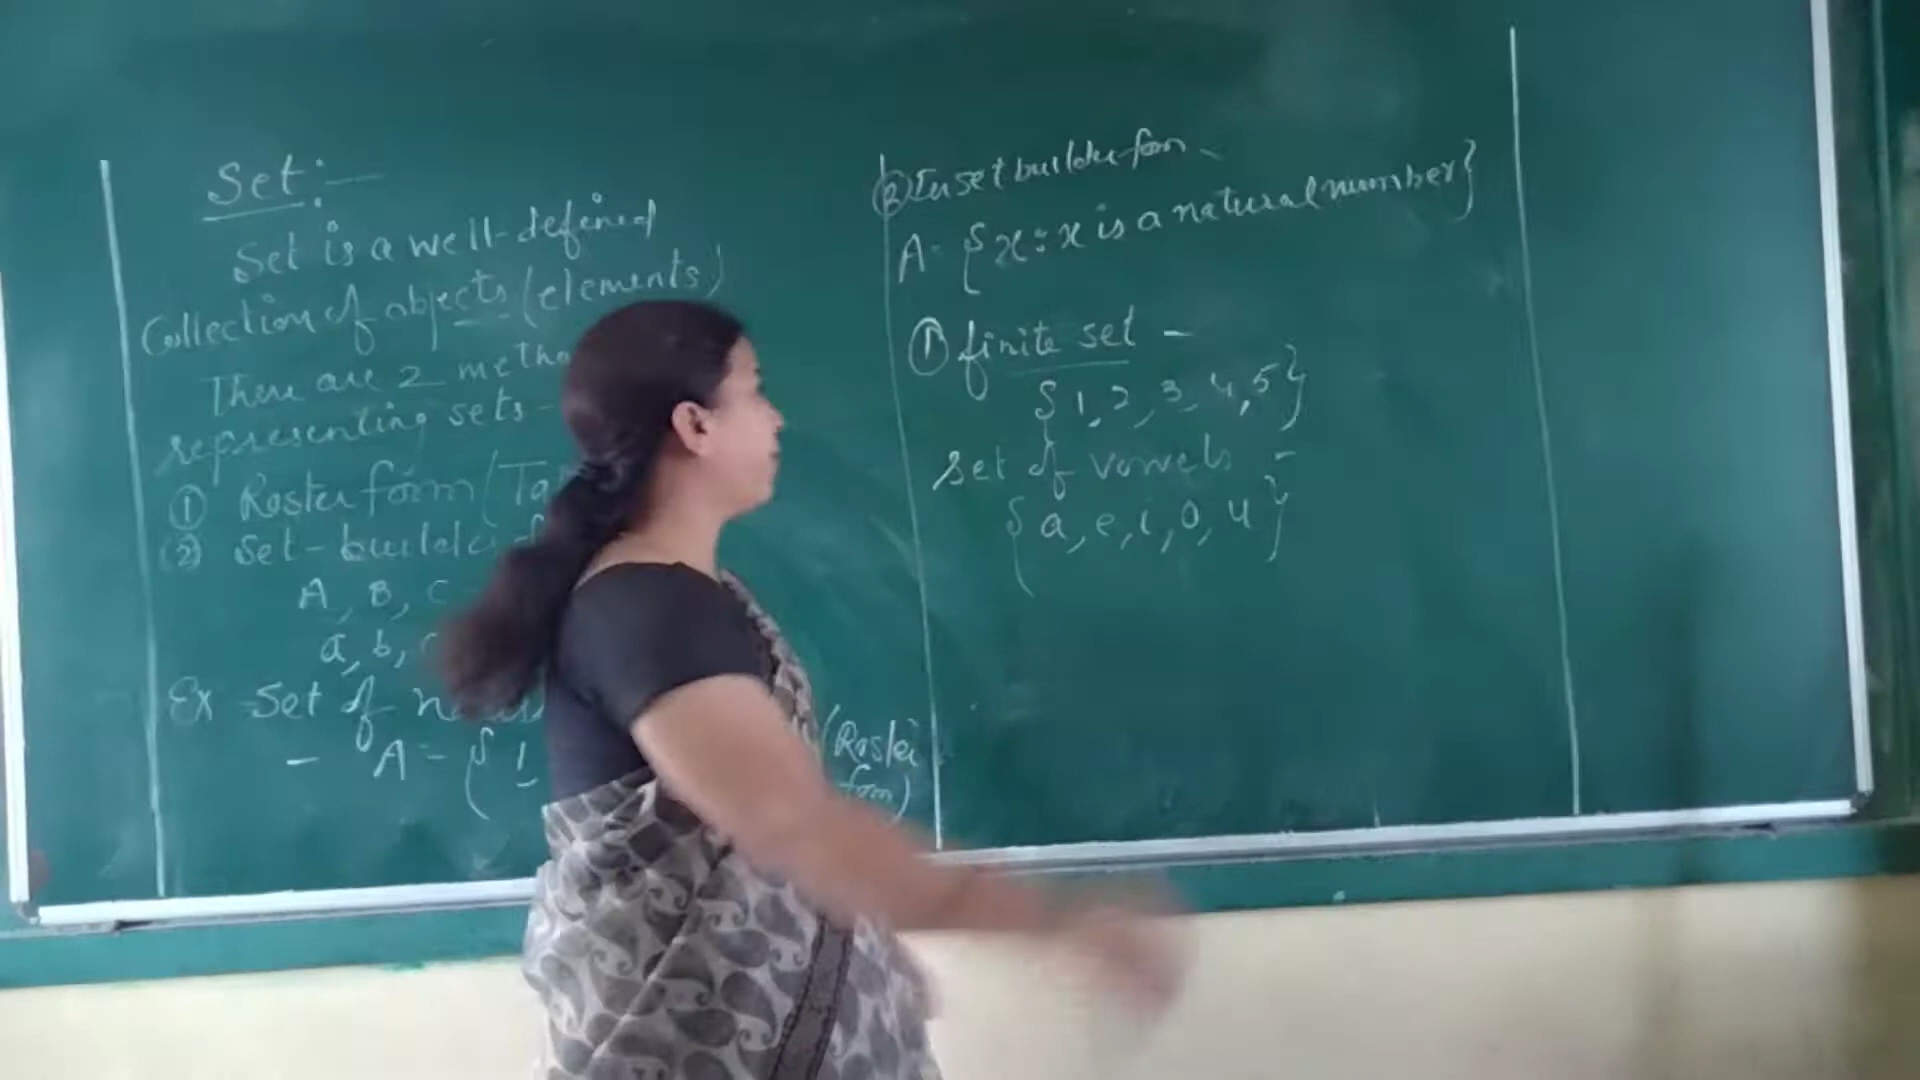 Set :-
Set is a well-defined
Collection of objects (elements)
There are 2
representing sets -
① Roster form (
(2) Set-builder
A, B, C
a, b,
Ex Set of
- A = { 1
(Roster
form)
② In set builder form -
A = { x : x is a natural number }
① finite set -
{ 1, 2, 3, 4, 5 }
set of vowels -
{ a, e, i, o, u }